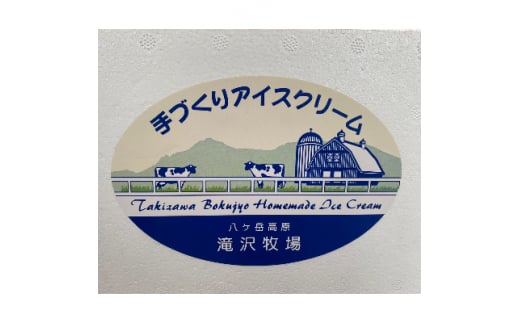 手づくりアイスクリーム
Takizawa Bokujyo Homemade Ice Cream
八ヶ岳高原
滝沢牧場